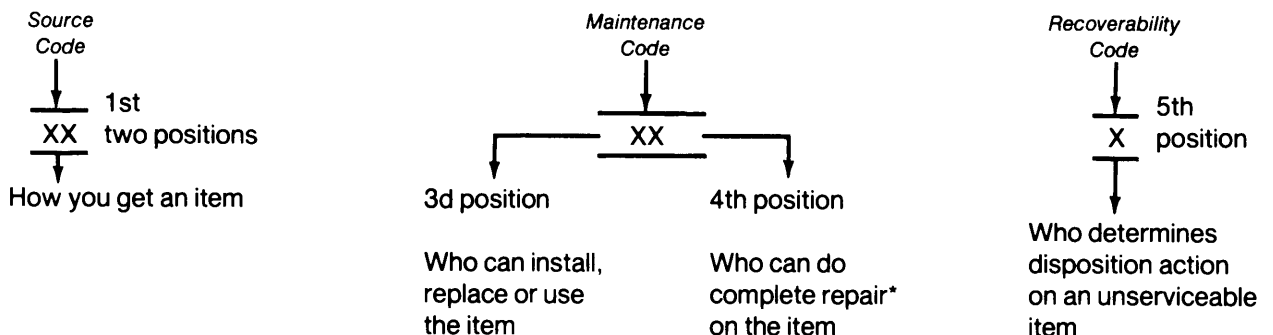 Source
Code
1st
XX two positions
How you get an item
Maintenance
Code
XX
3d position
Who can install,
replace or use
the item
4th position
Who can do
complete repair*
on the item
Recoverability
Code
5th
X position
Who determines
disposition action
on an unserviceable
item